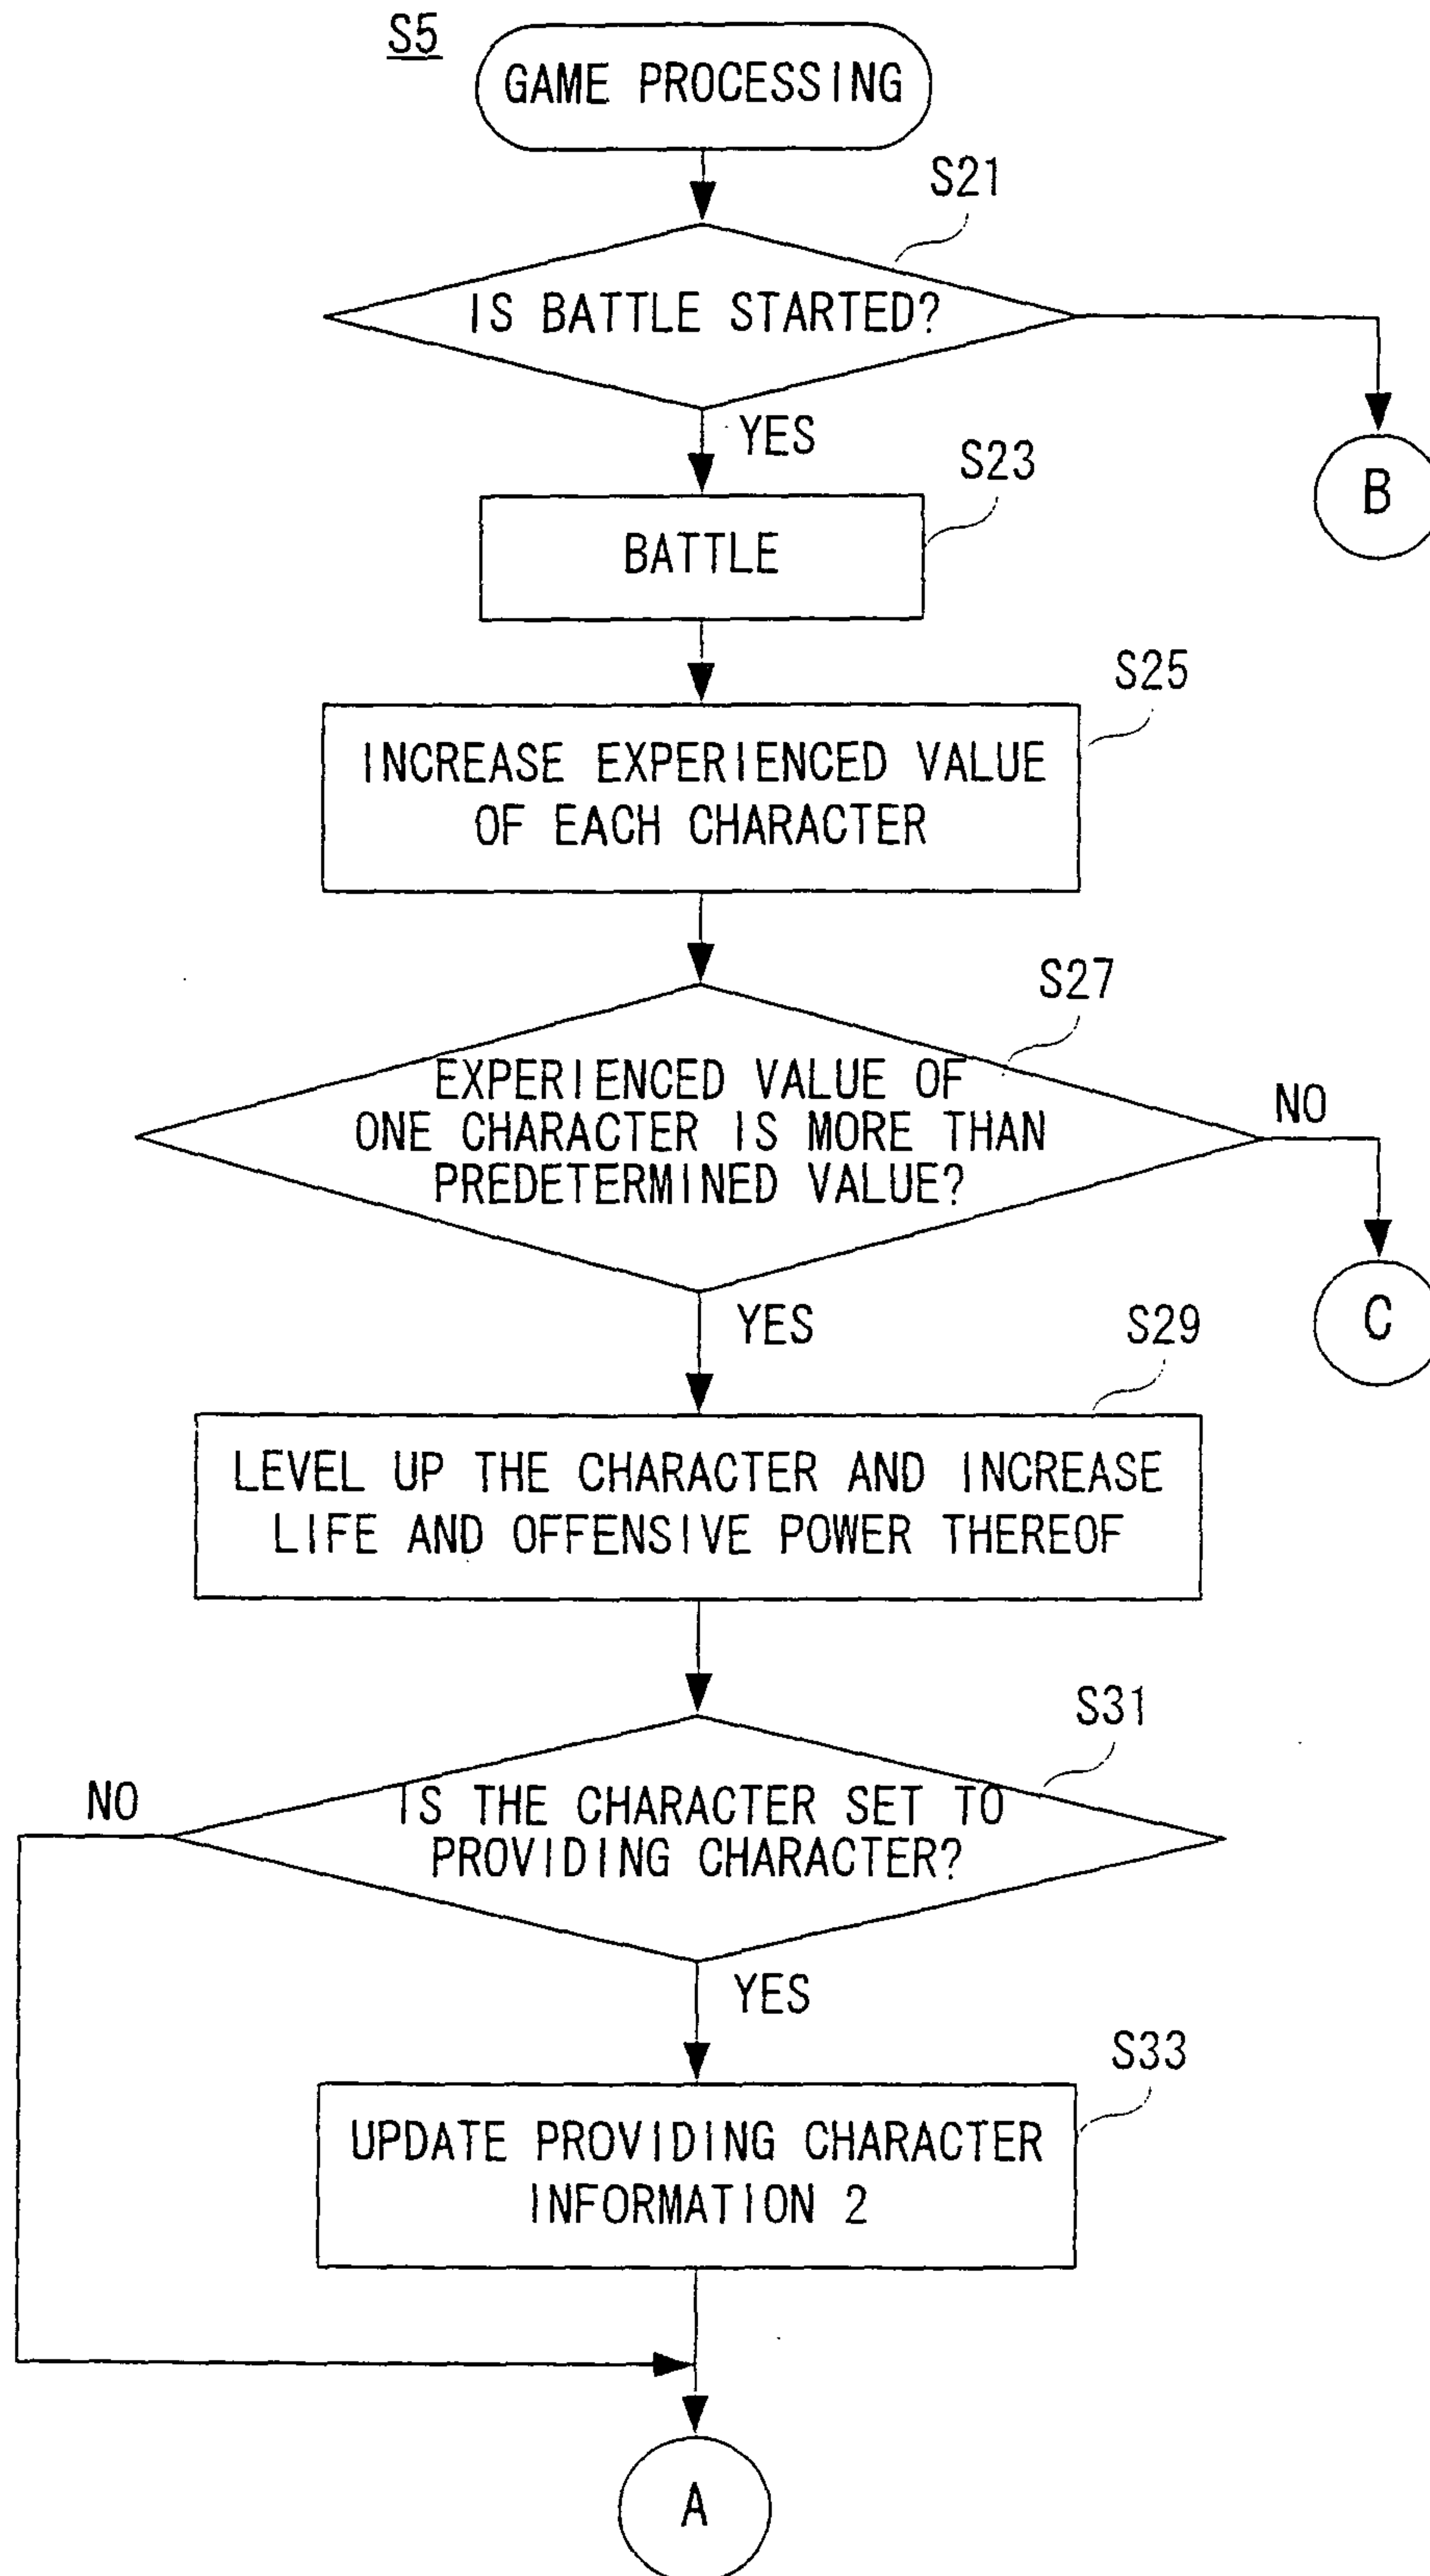 S5
GAME PROCESSING
S21
IS BATTLE STARTED?
YES
B
S23
BATTLE
S25
INCREASE EXPERIENCED VALUE
OF EACH CHARACTER
S27
EXPERIENCED VALUE OF
ONE CHARACTER IS MORE THAN
PREDETERMINED VALUE?
NO
YES
C
S29
LEVEL UP THE CHARACTER AND INCREASE
LIFE AND OFFENSIVE POWER THEREOF
S31
NO
IS THE CHARACTER SET TO
PROVIDING CHARACTER?
YES
S33
UPDATE PROVIDING CHARACTER
INFORMATION 2
A